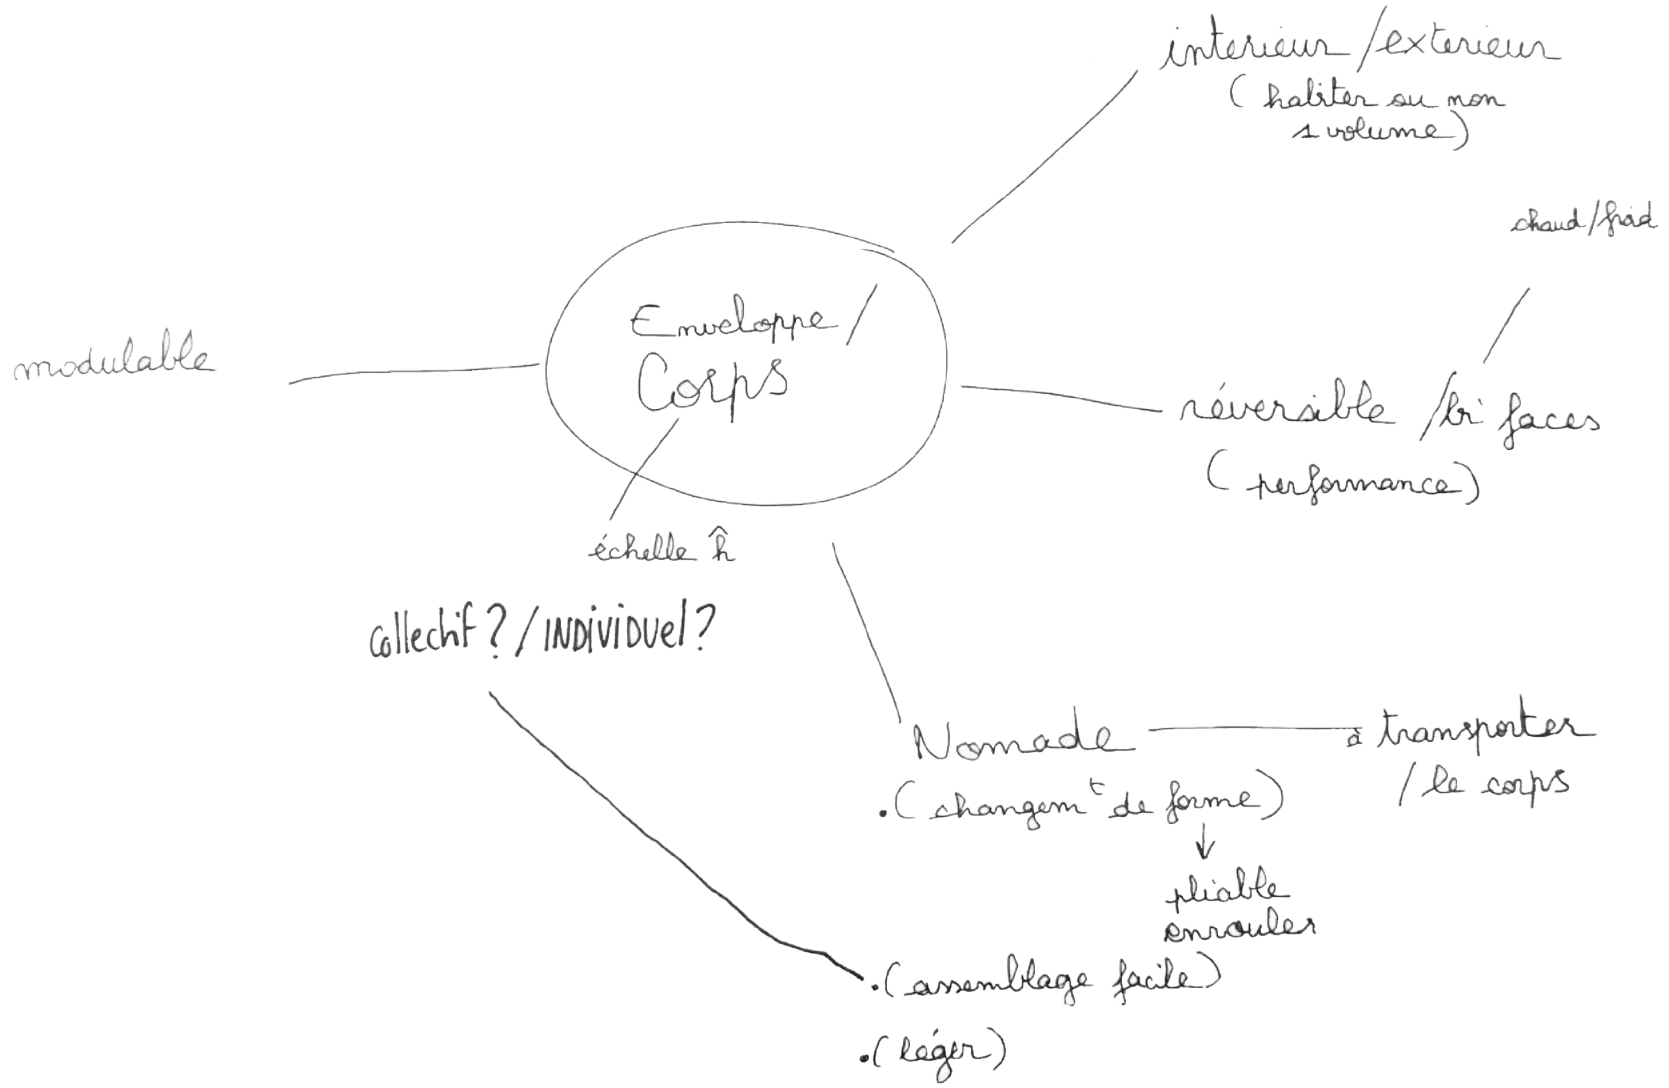 interieur / exterieur
( habiter ou non
1 volume )
chaud / froid
Enveloppe /
Corps
modulable
réversible / bi faces
( performance )
échelle ĥ
collectif ? / INDIVIDUEL ?
Nomade
à transporter
/ le corps
. ( changemt de forme )
↓
pliable
enrouler
. ( assemblage facile )
. ( léger )